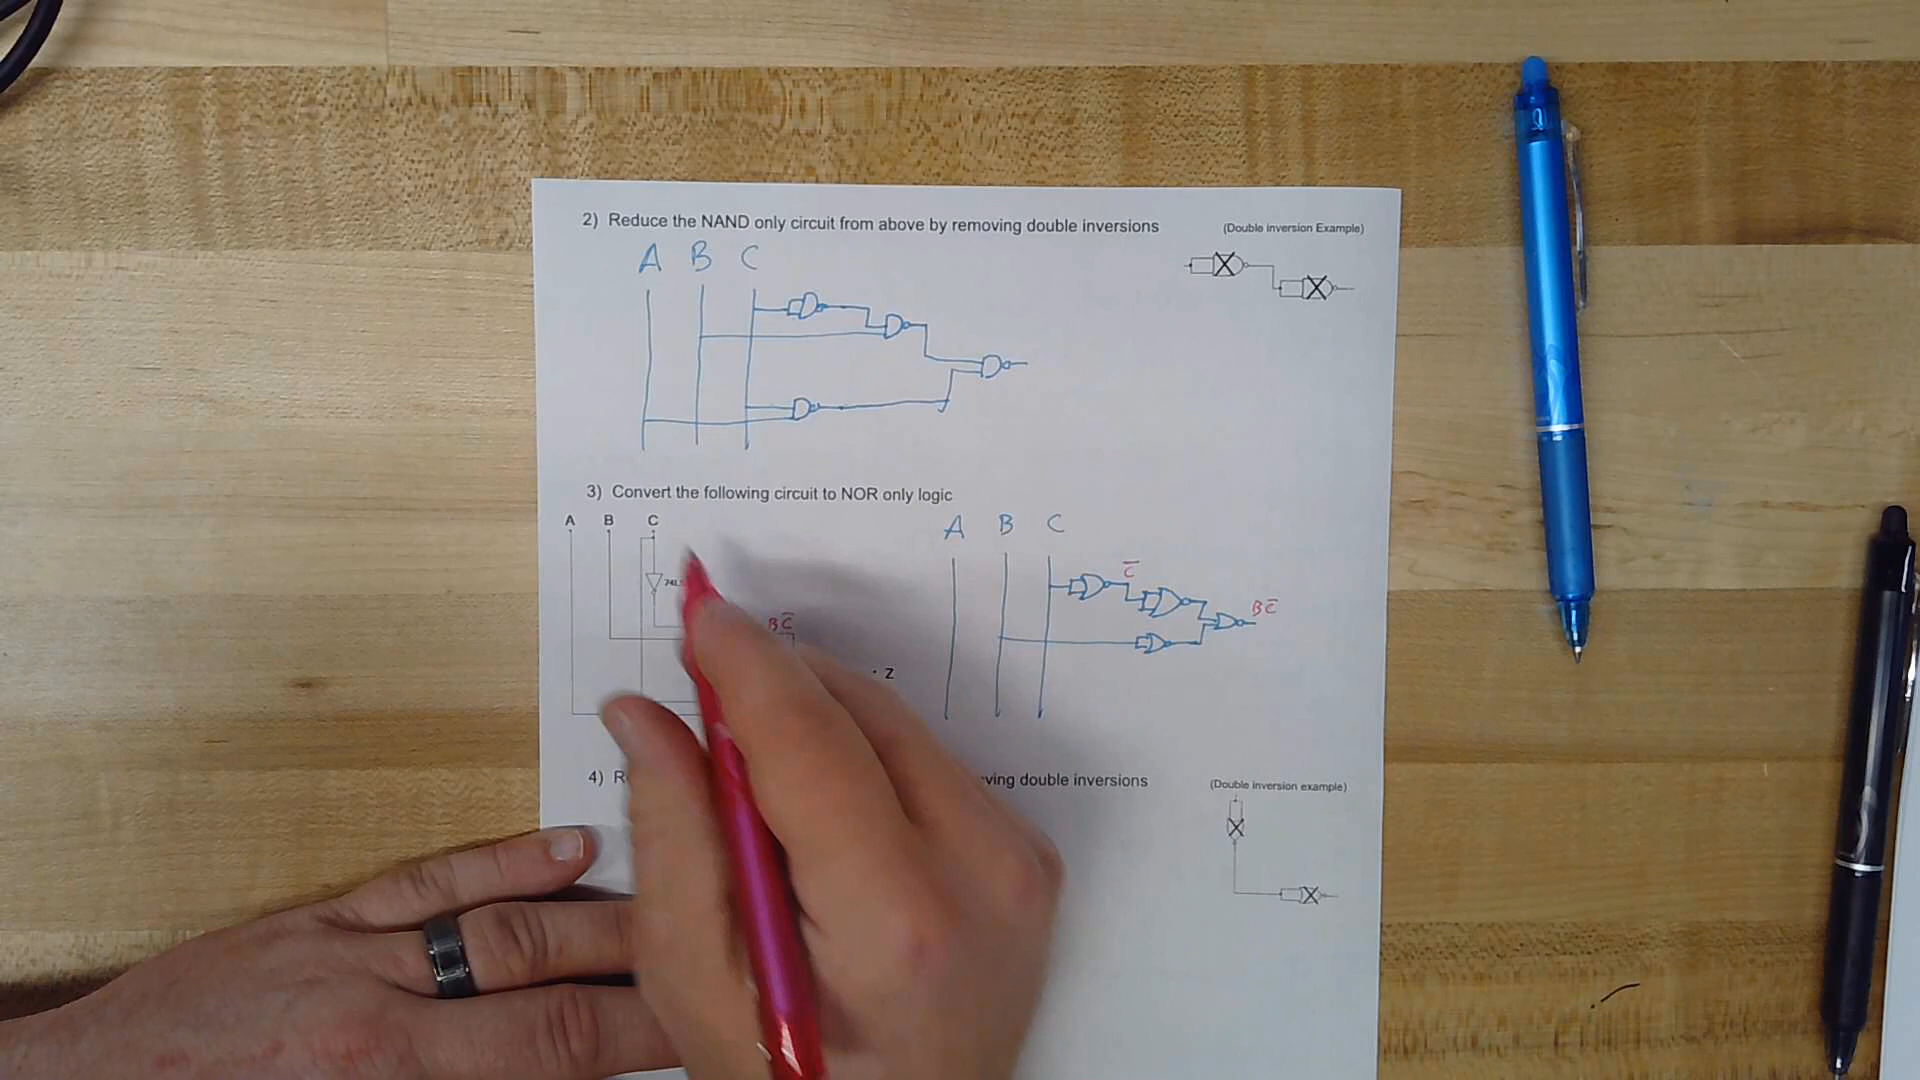 2) Reduce the NAND only circuit from above by removing double inversions
(Double inversion Example)
A B C
3) Convert the following circuit to NOR only logic
A B C
A B C
C̅
BC̅
BC̅
Z
4)
double inversions
(Double inversion example)